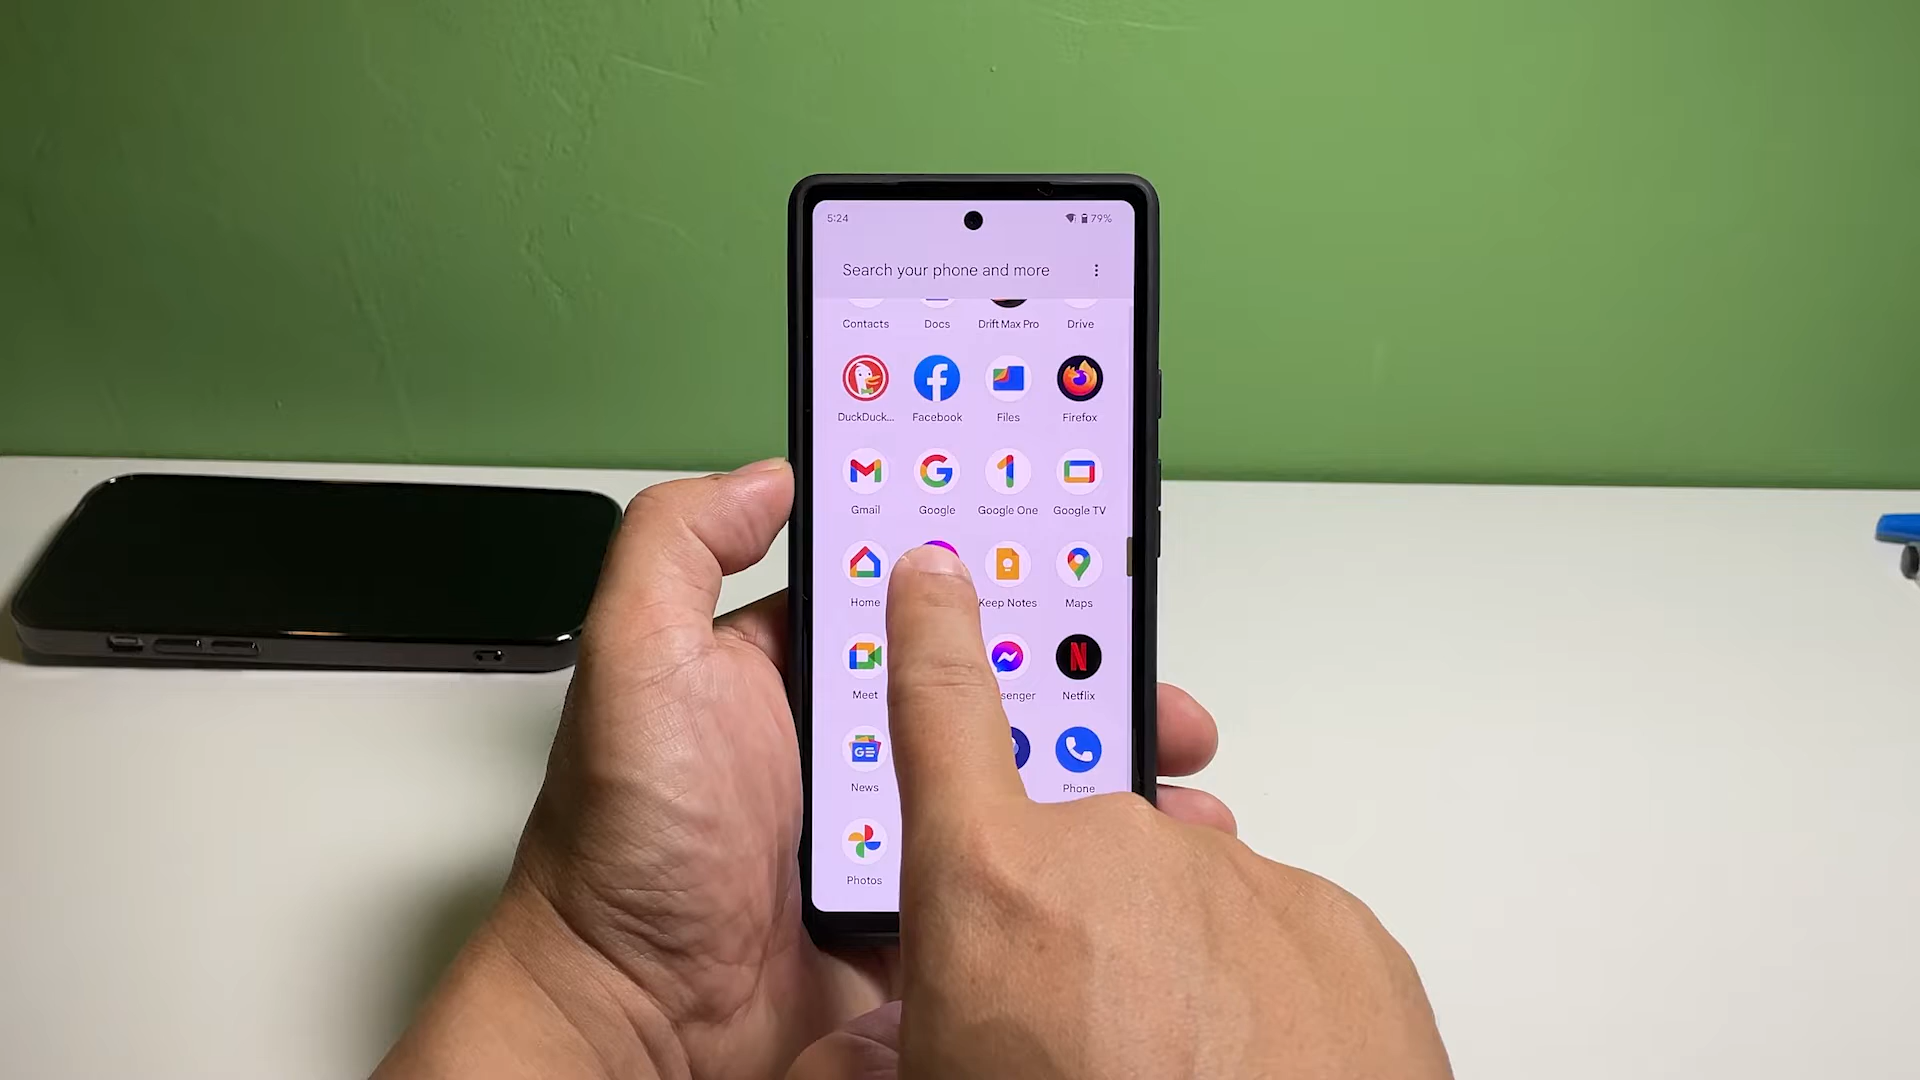 5:24 79%
Search your phone and more
Contacts Docs Drift Max Pro Drive
DuckDuck... Facebook Files Firefox
Gmail Google Google One Google TV
Home Keep Notes Maps
Meet senger Netflix
News Phone
Photos